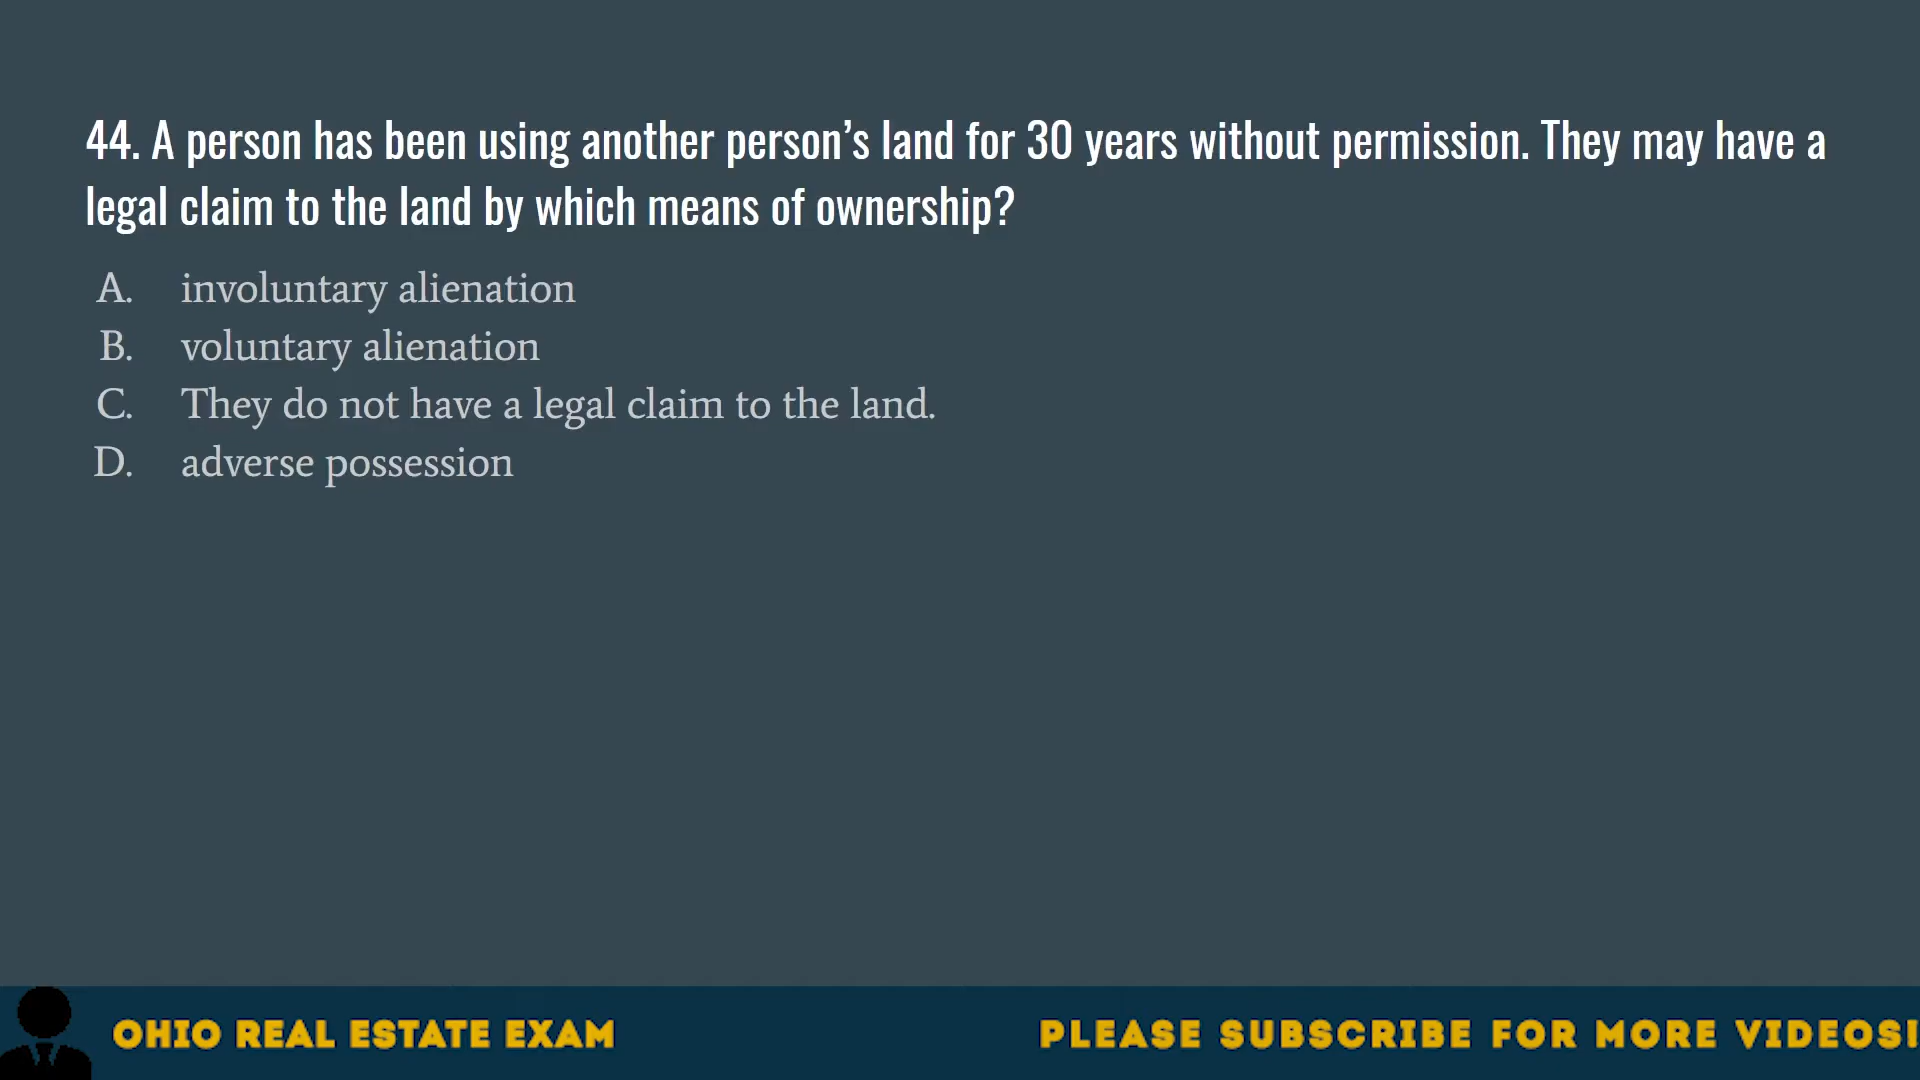 44. A person has been using another person’s land for 30 years without permission. They may have a
legal claim to the land by which means of ownership?
A. involuntary alienation
B. voluntary alienation
C. They do not have a legal claim to the land.
D. adverse possession
OHIO REAL ESTATE EXAM
PLEASE SUBSCRIBE FOR MORE VIDEOS!